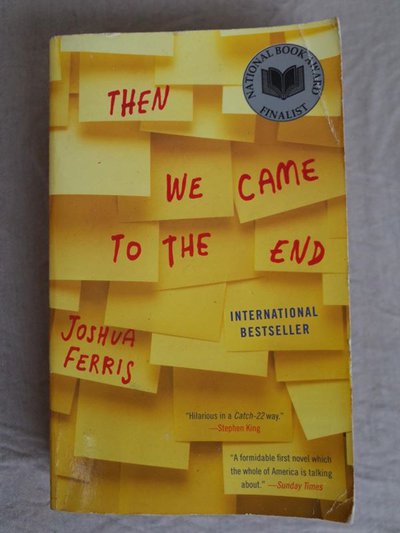 NATIONAL BOOK AWARD
FINALIST
THEN
WE CAME
TO THE END
INTERNATIONAL
BESTSELLER
JOSHUA
FERRIS
"Hilarious in a Catch-22 way."
—Stephen King
"A formidable first novel which
the whole of America is talking
about." —Sunday Times